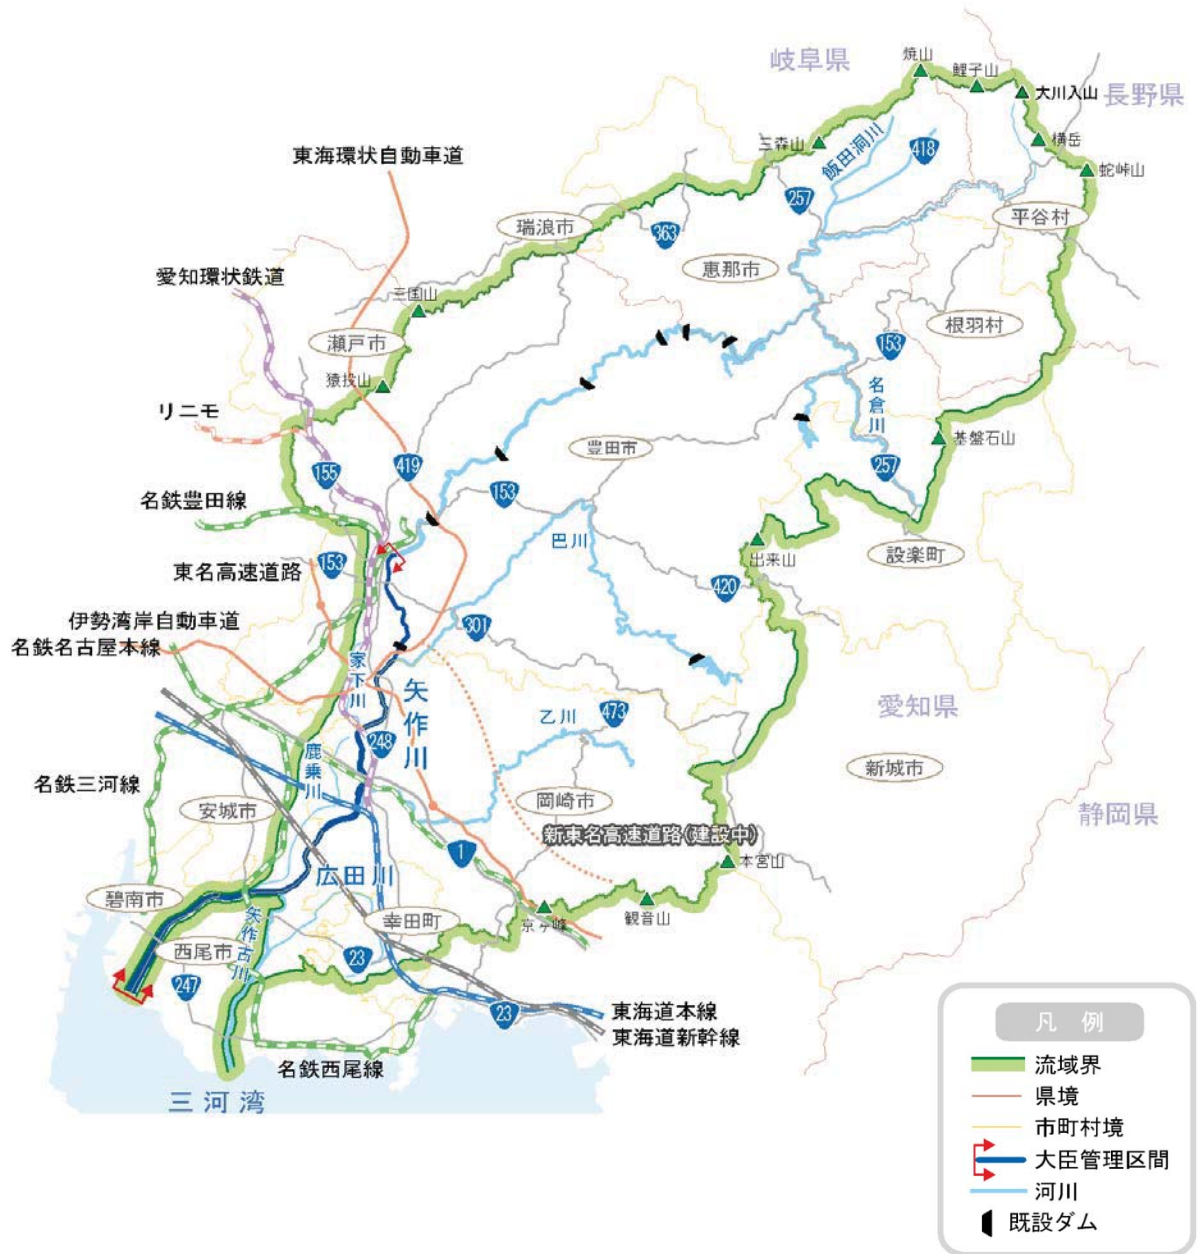 岐阜県
焼山
鯉子山
大川入山
長野県
三森山
飯田洞川
418
横岳
蛇峠山
東海環状自動車道
257
平谷村
瑞浪市
363
恵那市
愛知環状鉄道
三国山
根羽村
瀬戸市
153
猿投山
名倉川
リニモ
豊田市
碁盤石山
155
419
257
153
名鉄豊田線
巴川
設楽町
出来山
153
東名高速道路
420
伊勢湾岸自動車道
301
名鉄名古屋本線
家下川
矢作川
愛知県
乙川
473
248
鹿乗川
新城市
名鉄三河線
安城市
岡崎市
静岡県
新東名高速道路(建設中)
1
本宮山
広田川
碧南市
幸田町
京ヶ峰
観音山
矢作古川
西尾市
23
247
23
東海道本線
東海道新幹線
名鉄西尾線
三河湾
凡例
流域界
県境
市町村境
大臣管理区間
河川
既設ダム